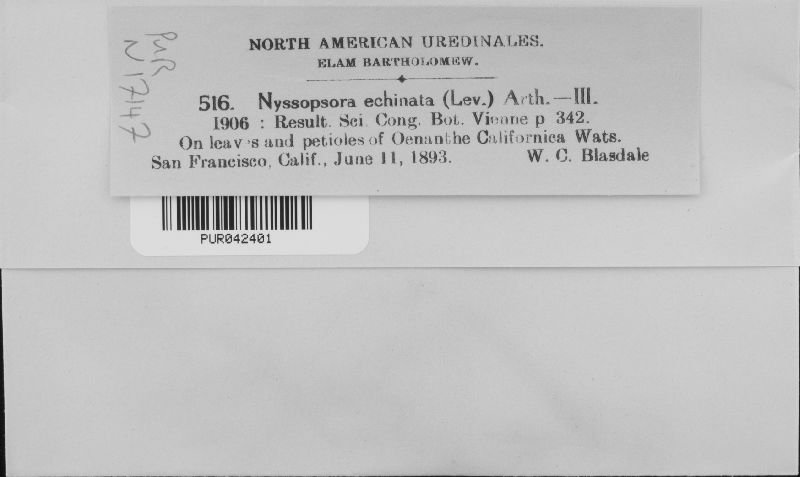 PUR
N17147
NORTH AMERICAN UREDINALES.
ELAM BARTHOLOMEW.
516. Nyssopsora echinata (Lev.) Arth.—III.
1906 : Result. Sci. Cong. Bot. Vienne p 342.
On leaves and petioles of Oenanthe Californica Wats.
San Francisco, Calif., June 11, 1893. W. C. Blasdale
PUR042401